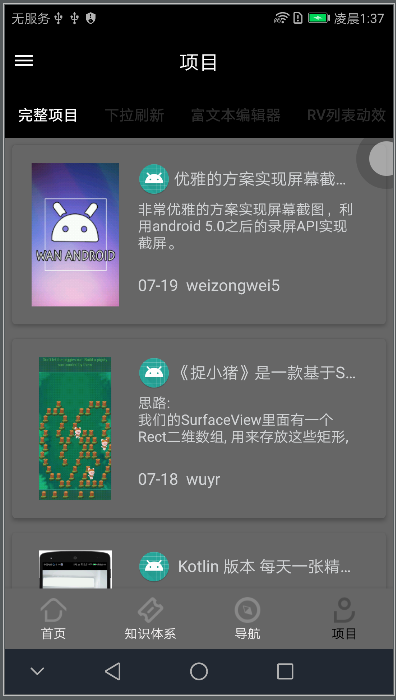 无服务
凌晨1:37
项目
完整项目 下拉刷新 富文本编辑器 RV列表动效
WAN ANDROID
优雅的方案实现屏幕截...
非常优雅的方案实现屏幕截图，利
用android 5.0之后的录屏API实现
截屏。
07-19 weizongwei5
《捉小猪》是一款基于S...
思路:
我们的SurfaceView里面有一个
Rect二维数组, 用来存放这些矩形,
07-18 wuyr
Kotlin 版本 每天一张精...
首页 知识体系 导航 项目